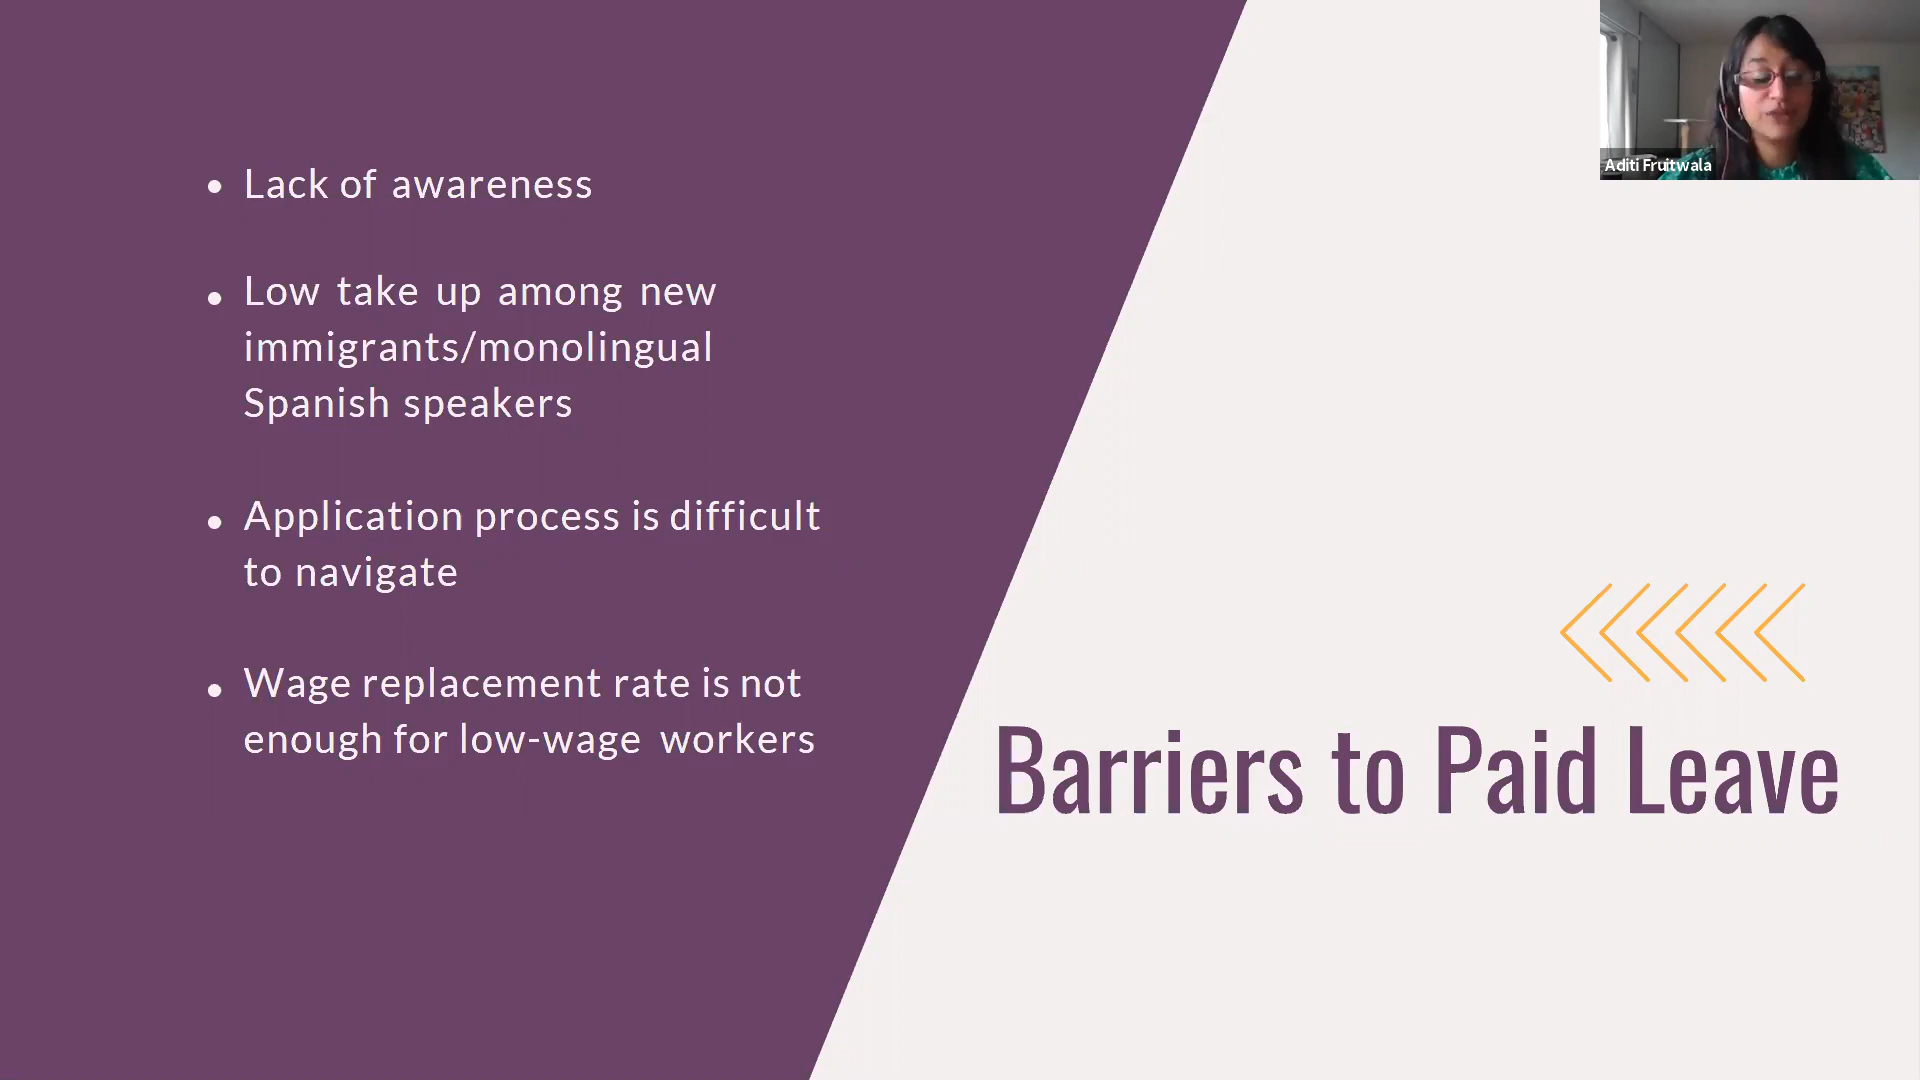 Lack of awareness
Low take up among new
immigrants/monolingual
Spanish speakers
Application process is difficult
to navigate
Wage replacement rate is not
enough for low-wage workers
Barriers to Paid Leave
Aditi Fruitwala